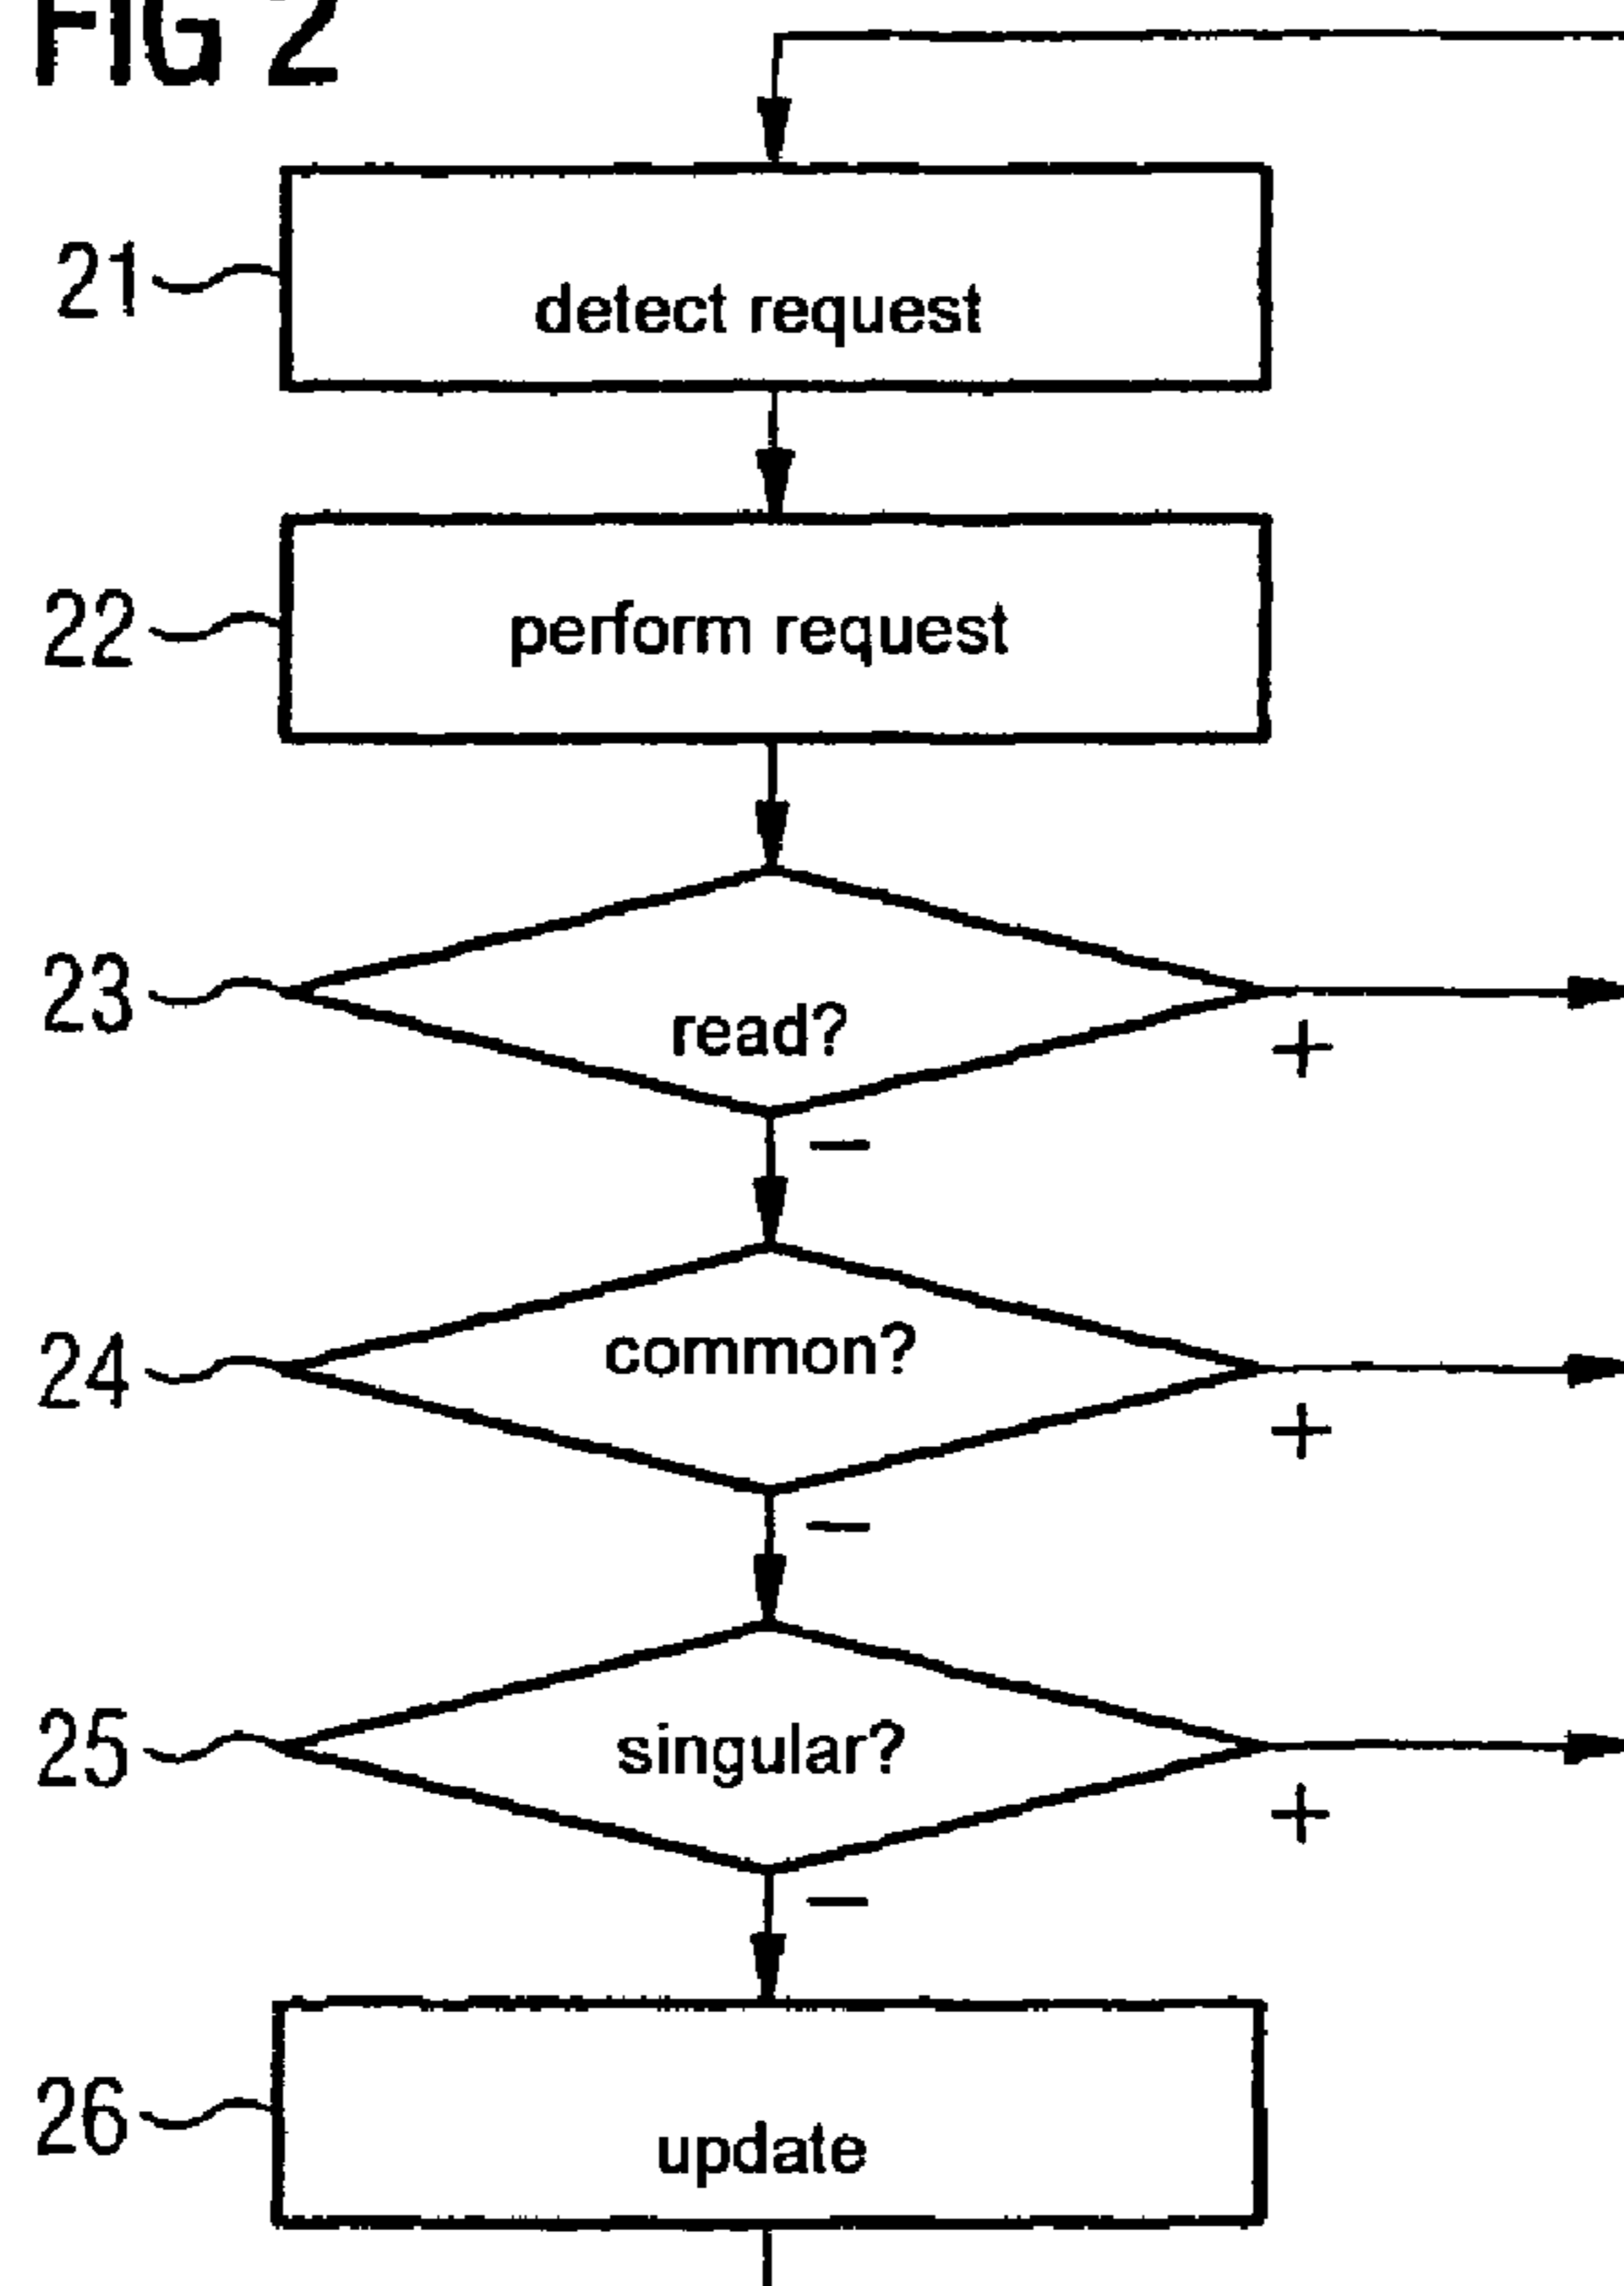 FIG 2
21
detect request
22
perform request
23
read?
+
—
24
common?
+
—
25
singular?
+
—
26
update